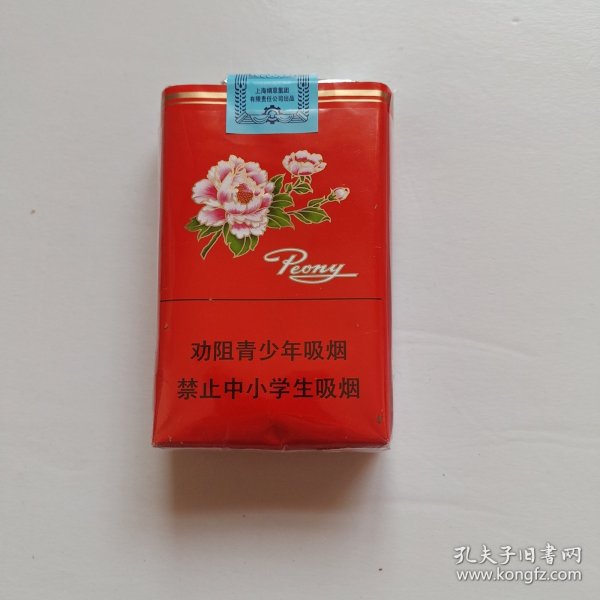 上海烟草集团
有限责任公司出品
Peony
劝阻青少年吸烟
禁止中小学生吸烟
孔夫子旧书网
www.kongfz.com